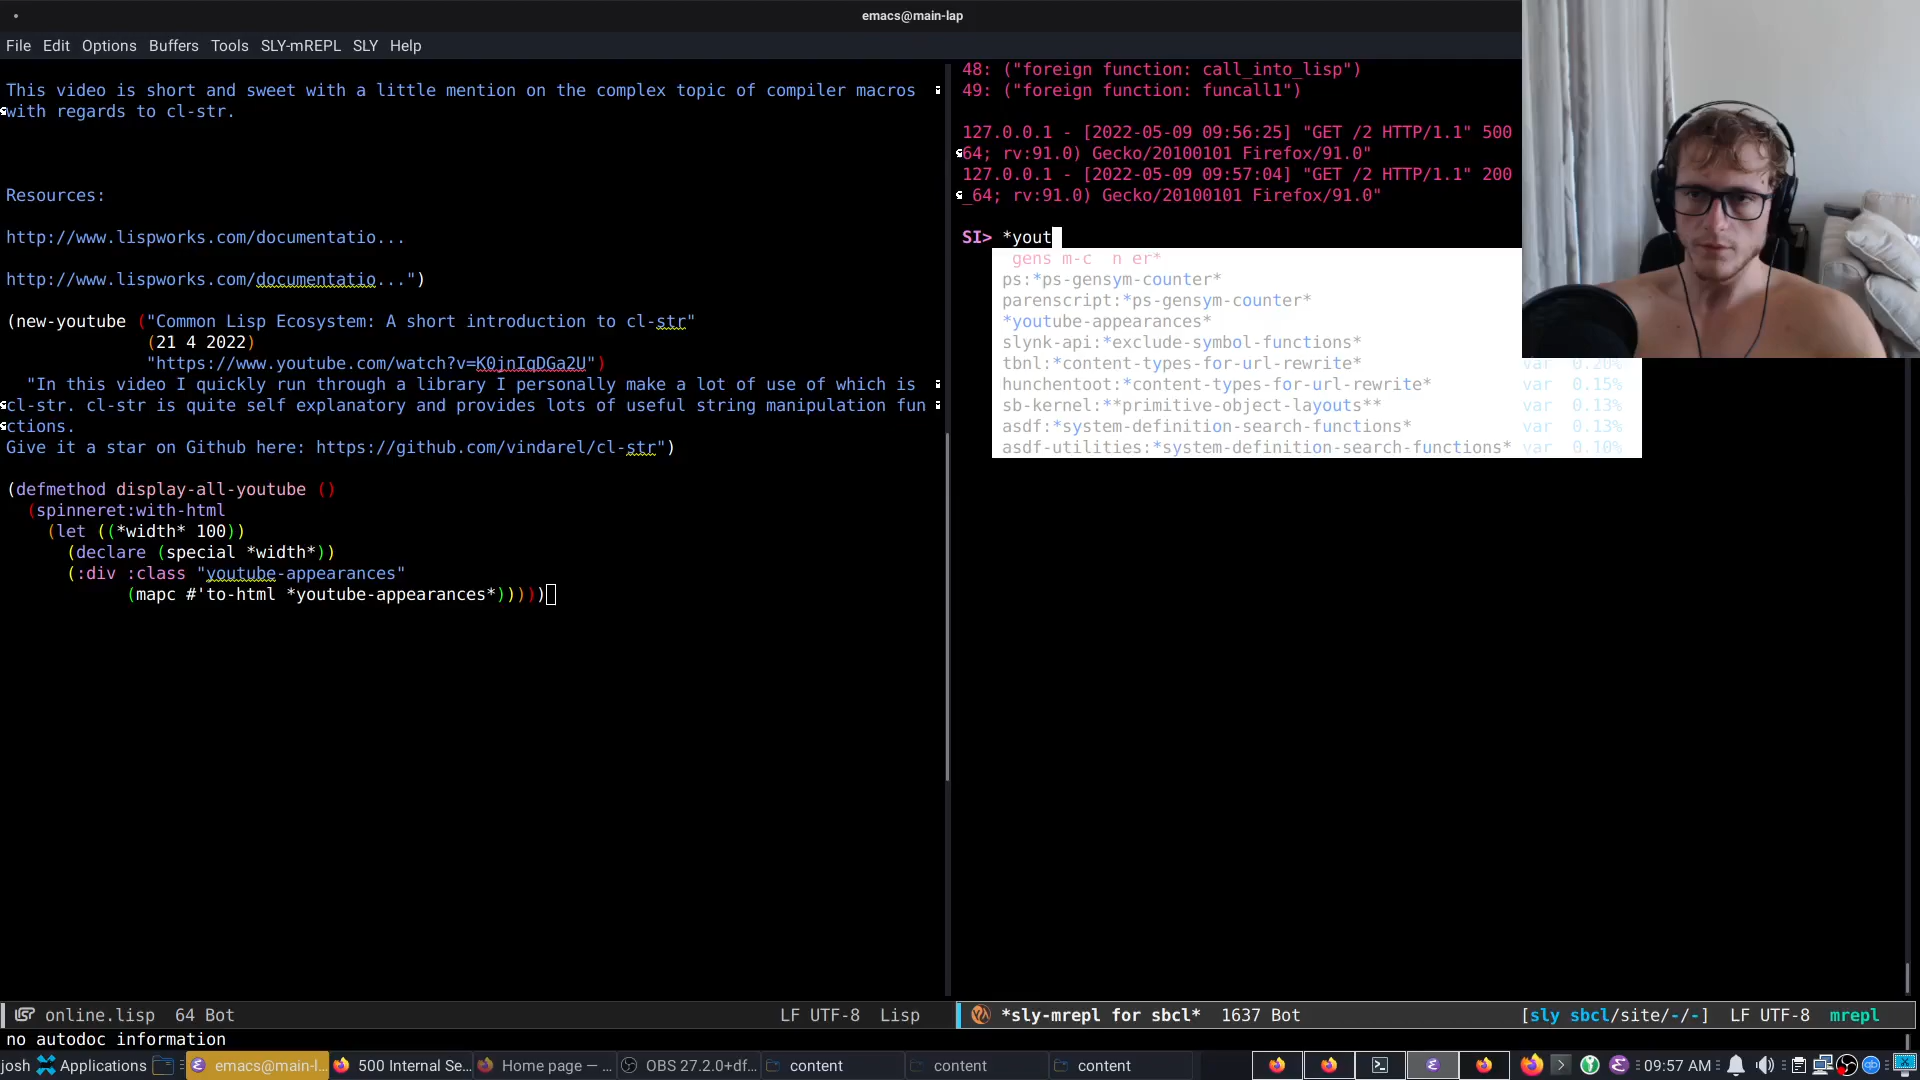 emacs@main-lap
File Edit Options Buffers Tools SLY-mREPL SLY Help
This video is short and sweet with a little mention on the complex topic of compiler macros
with regards to cl-str.
Resources:
http://www.lispworks.com/documentatio...
http://www.lispworks.com/documentatio...")
(new-youtube ("Common Lisp Ecosystem: A short introduction to cl-str"
(21 4 2022)
"https://www.youtube.com/watch?v=K0jnIqDGa2U")
"In this video I quickly run through a library I personally make a lot of use of which is
cl-str. cl-str is quite self explanatory and provides lots of useful string manipulation fun
ctions.
Give it a star on Github here: https://github.com/vindarel/cl-str")
(defmethod display-all-youtube ()
(spinneret:with-html
(let ((*width* 100))
(declare (special *width*))
(:div :class "youtube-appearances"
(mapc #'to-html *youtube-appearances*)))))
online.lisp 64 Bot LF UTF-8 Lisp
48: ("foreign function: call_into_lisp")
49: ("foreign function: funcall1")
127.0.0.1 - [2022-05-09 09:56:25] "GET /2 HTTP/1.1" 500
64; rv:91.0) Gecko/20100101 Firefox/91.0"
127.0.0.1 - [2022-05-09 09:57:04] "GET /2 HTTP/1.1" 200
_64; rv:91.0) Gecko/20100101 Firefox/91.0"
SI> *yout
gens m-c n er*
ps:*ps-gensym-counter*
parenscript:*ps-gensym-counter*
*youtube-appearances*
slynk-api:*exclude-symbol-functions*
tbnl:*content-types-for-url-rewrite* var 0.20%
hunchentoot:*content-types-for-url-rewrite* var 0.15%
sb-kernel:**primitive-object-layouts** var 0.13%
asdf:*system-definition-search-functions* var 0.13%
asdf-utilities:*system-definition-search-functions* var 0.10%
*sly-mrepl for sbcl* 1637 Bot [sly sbcl/site/-/-] LF UTF-8 mrepl
no autodoc information
josh Applications emacs@main-l... 500 Internal Se... Home page — ... OBS 27.2.0+df... content content content 09:57 AM